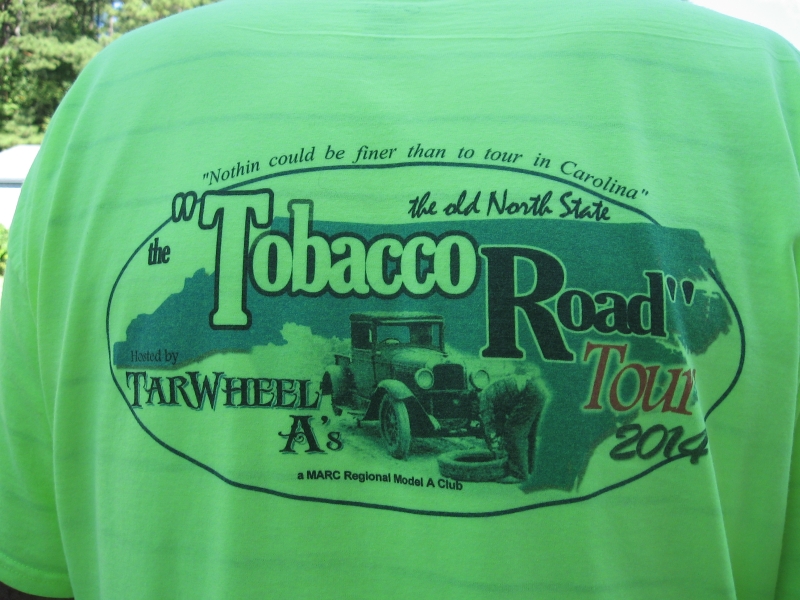 "Nothin could be finer than to tour in Carolina"
the old North State
the "Tobacco
Road"
Tour
2014
Hosted by
TARWHEEL
A's
a MARC Regional Model A Club